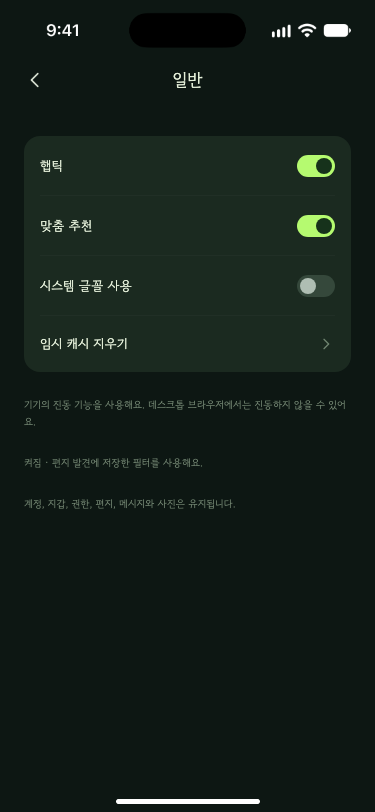 9:41
일반
햅틱
맞춤 추천
시스템 글꼴 사용
임시 캐시 지우기
기기의 진동 기능을 사용해요. 데스크톱 브라우저에서는 진동하지 않을 수 있어
요.
켜짐 · 편지 발견에 저장한 필터를 사용해요.
계정, 지갑, 권한, 편지, 메시지와 사진은 유지됩니다.